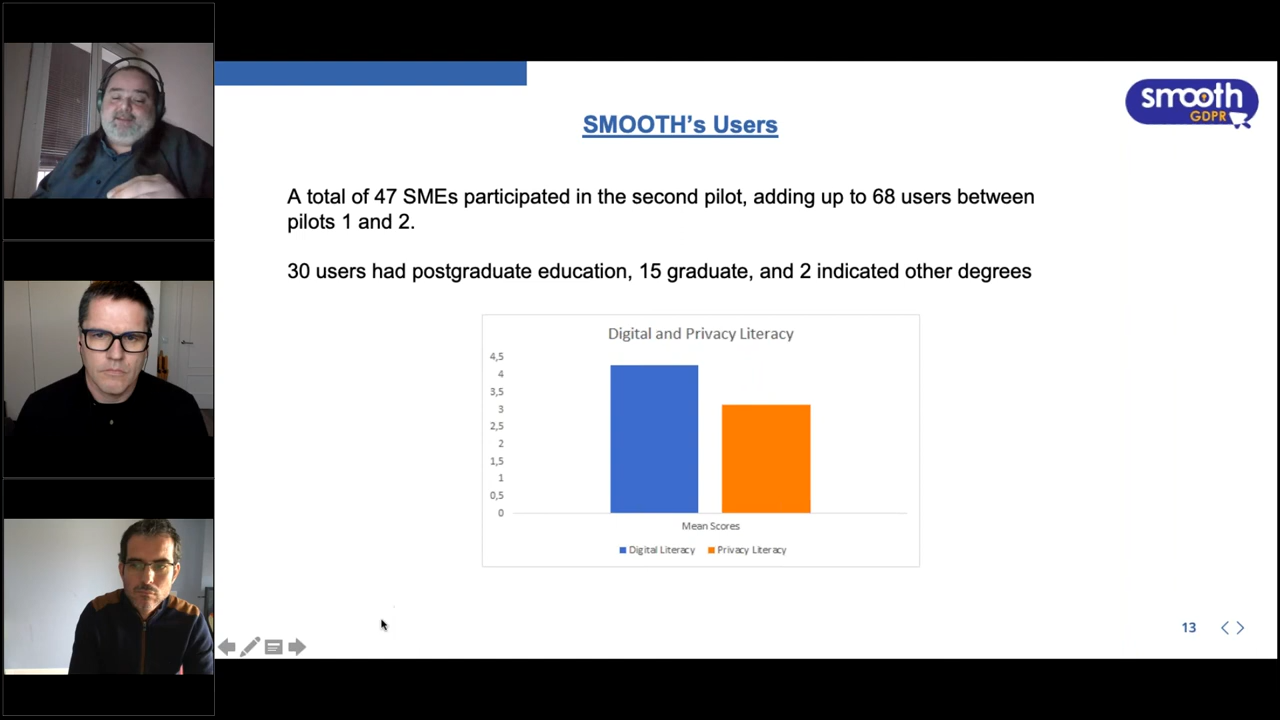 smooth
GDPR
SMOOTH's Users
A total of 47 SMEs participated in the second pilot, adding up to 68 users between
pilots 1 and 2.
30 users had postgraduate education, 15 graduate, and 2 indicated other degrees
Digital and Privacy Literacy
4,5
4
3,5
3
2,5
2
1,5
1
0,5
0
Mean Scores
Digital Literacy Privacy Literacy
13